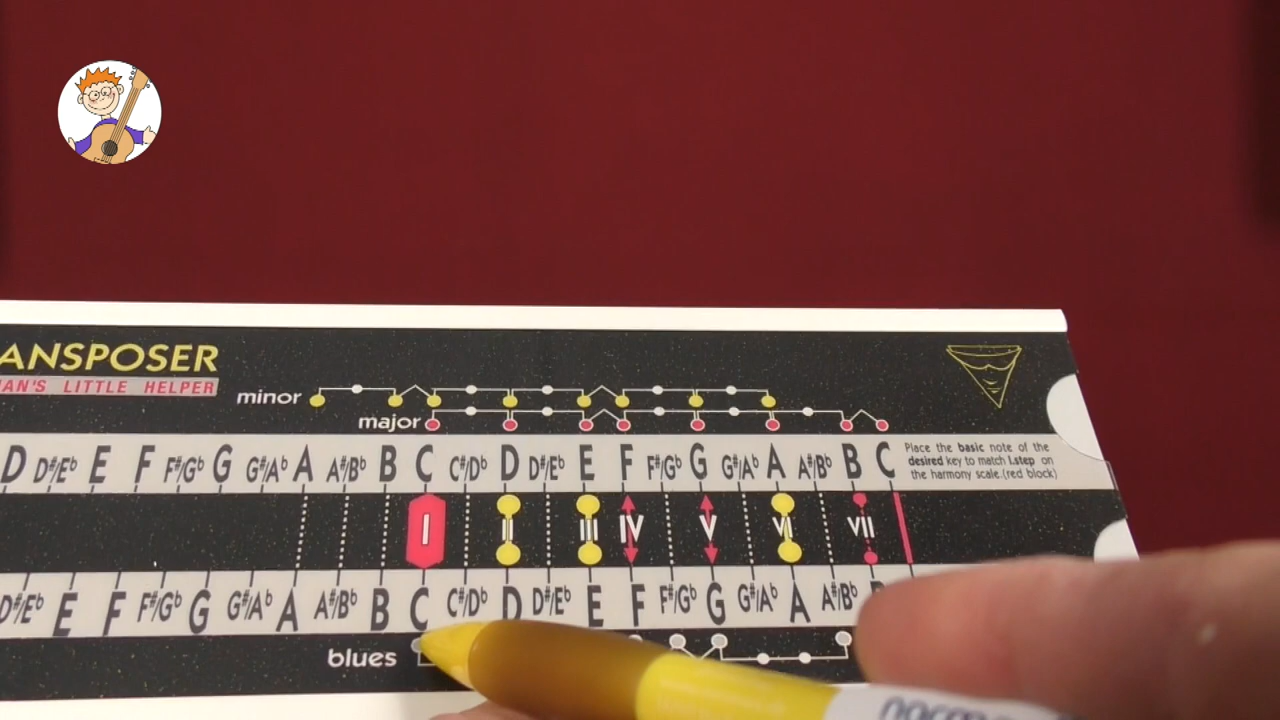 ANSPOSER
AN'S LITTLE HELPER
minor
major
D D#/Eb E F F#/Gb G G#/Ab A A#/Bb B C C#/Db D D#/Eb E F F#/Gb G G#/Ab A A#/Bb B C
Place the basic note of the
desired key to match I.step on
the harmony scale.(red block)
I II III IV V VI VII
D#/Eb E F F#/Gb G G#/Ab A A#/Bb B C C#/Db D D#/Eb E F F#/Gb G G#/Ab A A#/Bb
blues